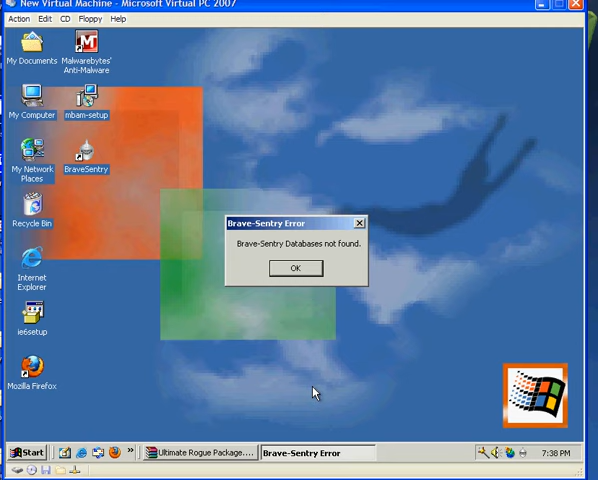 New Virtual Machine - Microsoft Virtual PC 2007
Action Edit CD Floppy Help
My Documents
Malwarebytes'
Anti-Malware
My Computer
mbam-setup
My Network
Places
BraveSentry
Recycle Bin
Internet
Explorer
ie6setup
Mozilla Firefox
Brave-Sentry Error
Brave-Sentry Databases not found.
OK
Start
»
Ultimate Rogue Package....
Brave-Sentry Error
7:38 PM